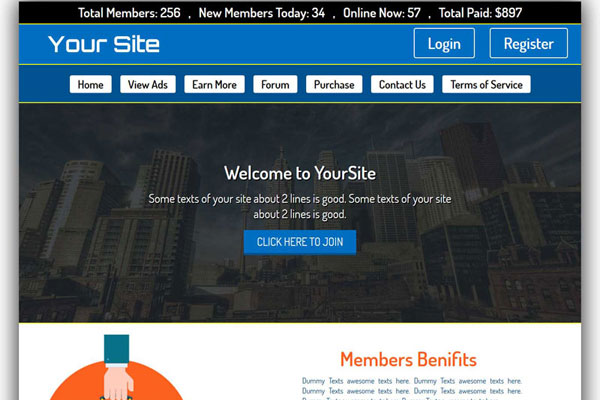 Total Members: 256 , New Members Today: 34 , Online Now: 57 , Total Paid: $897
Your Site
Login
Register
Home
View Ads
Earn More
Forum
Purchase
Contact Us
Terms of Service
Welcome to YourSite
Some texts of your site about 2 lines is good. Some texts of your site
about 2 lines is good.
CLICK HERE TO JOIN
Members Benifits
Dummy Texts awesome texts here. Dummy Texts awesome texts here.
Dummy Texts awesome texts here. Dummy Texts awesome texts here.